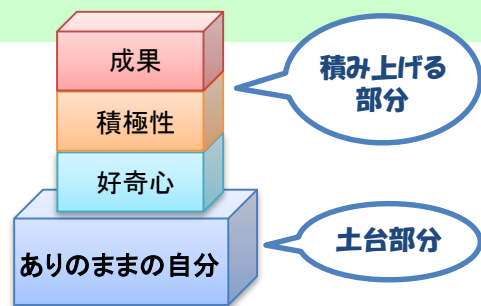 成果
積極性
好奇心
ありのままの自分
積み上げる
部分
土台部分